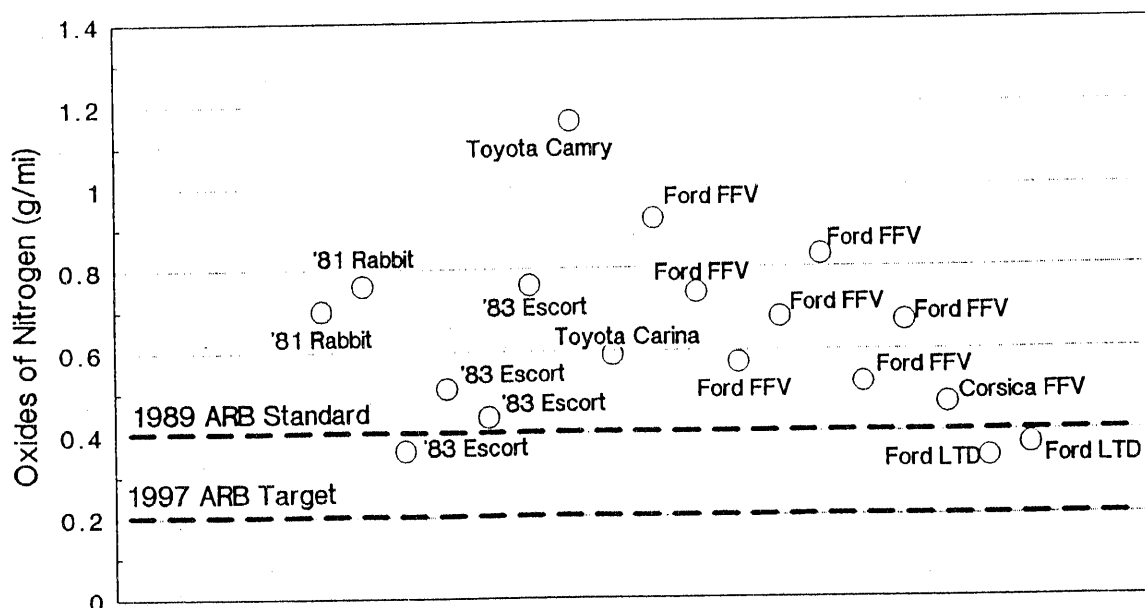 1.4
1.2
Toyota Camry
Oxides of Nitrogen (g/mi)
1
Ford FFV
Ford FFV
'81 Rabbit
Ford FFV
0.8
'83 Escort
Ford FFV
Ford FFV
'81 Rabbit
Toyota Carina
0.6
'83 Escort
Ford FFV
Ford FFV
Corsica FFV
'83 Escort
1989 ARB Standard
0.4
'83 Escort
Ford LTD
Ford LTD
1997 ARB Target
0.2
0